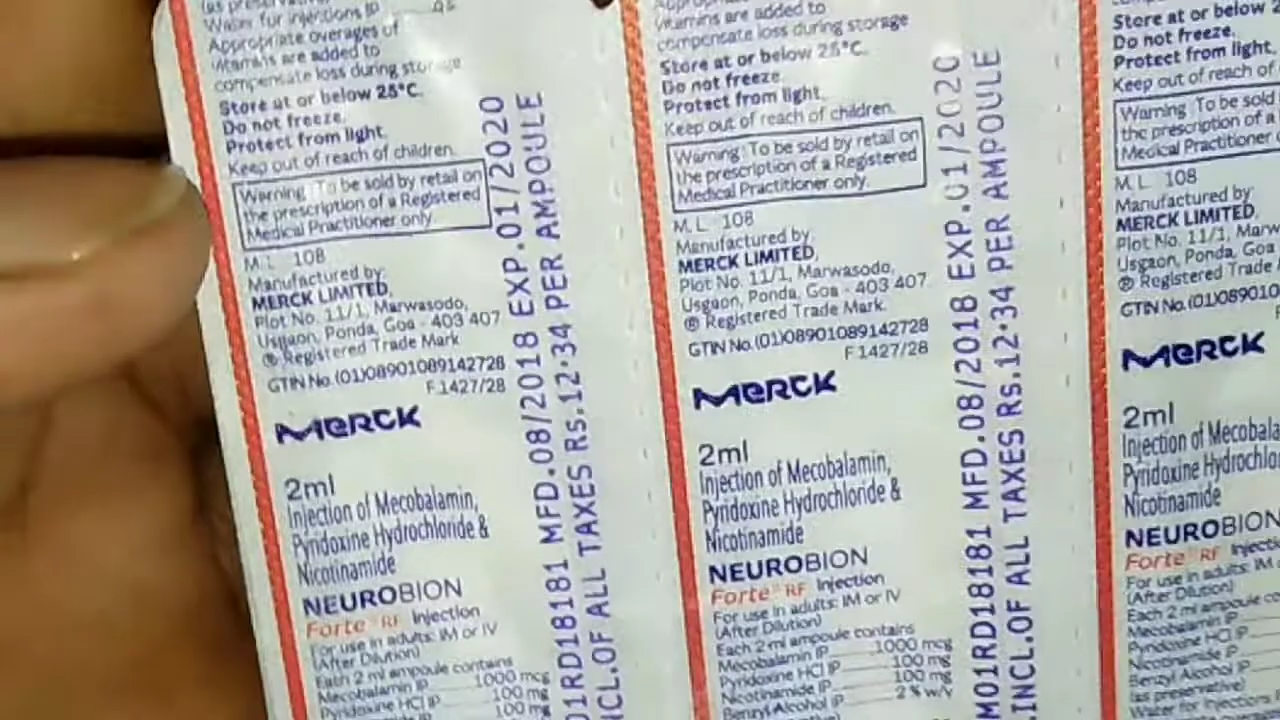 Water for Injections IP
Appropriate overages of
vitamins are added to
compensate loss during storage
Store at or below 25°C.
Do not freeze.
Protect from light.
Keep out of reach of children.
Warning: To be sold by retail on
the prescription of a Registered
Medical Practitioner only.
M.L. 108
Manufactured by:
MERCK LIMITED,
Plot No. 11/1, Marwasodo,
Usgaon, Ponda, Goa - 403 407
® Registered Trade Mark
GTIN No.(01)08901089142728
F1427/28
MERCK
2ml
Injection of Mecobalamin,
Pyridoxine Hydrochloride &
Nicotinamide
NEUROBION
Forte RF Injection
For use in adults: IM or IV
(After Dilution)
Each 2 ml ampoule contains
Mecobalamin IP 1000 mcg
Pyridoxine HCl IP 100 mg
100 mg
01RD18181 MFD.08/2018 EXP.01/2020
INCL.OF ALL TAXES Rs.12.34 PER AMPOULE
vitamins are added to
compensate loss during storage
Store at or below 25°C.
Do not freeze.
Protect from light.
Keep out of reach of children.
Warning: To be sold by retail on
the prescription of a Registered
Medical Practitioner only.
M.L. 108
Manufactured by:
MERCK LIMITED,
Plot No. 11/1, Marwasodo,
Usgaon, Ponda, Goa - 403 407
® Registered Trade Mark
GTIN No.(01)08901089142728
F1427/28
MERCK
2ml
Injection of Mecobalamin,
Pyridoxine Hydrochloride &
Nicotinamide
NEUROBION
Forte RF Injection
For use in adults: IM or IV
(After Dilution)
Each 2 ml ampoule contains
Mecobalamin IP 1000 mcg
Pyridoxine HCl IP 100 mg
Nicotinamide IP 100 mg
Benzyl Alcohol IP 2 % w/v
M01RD18181 MFD.08/2018 EXP.01/2020
.INCL.OF ALL TAXES Rs.12.34 PER AMPOULE
Store at or below 2
Do not freeze.
Protect from light.
Keep out of reach of
Warning: To be sold
the prescription of a
Medical Practitioner
M.L. 108
Manufactured by:
MERCK LIMITED,
Plot No. 11/1, Marw
Usgaon, Ponda, Goa
® Registered Trade
GTIN No.(01)089010
MERCK
2ml
Injection of Mecobala
Pyridoxine Hydrochlo
Nicotinamide
NEUROBION
Forte RF Injecti
For use in adults: IM
(After Dilution)
Each 2 ml ampoule co
Mecobalamin IP
Pyridoxine HCl IP
Nicotinamide IP
Benzyl Alcohol IP
(as preservative)
Water for Injections